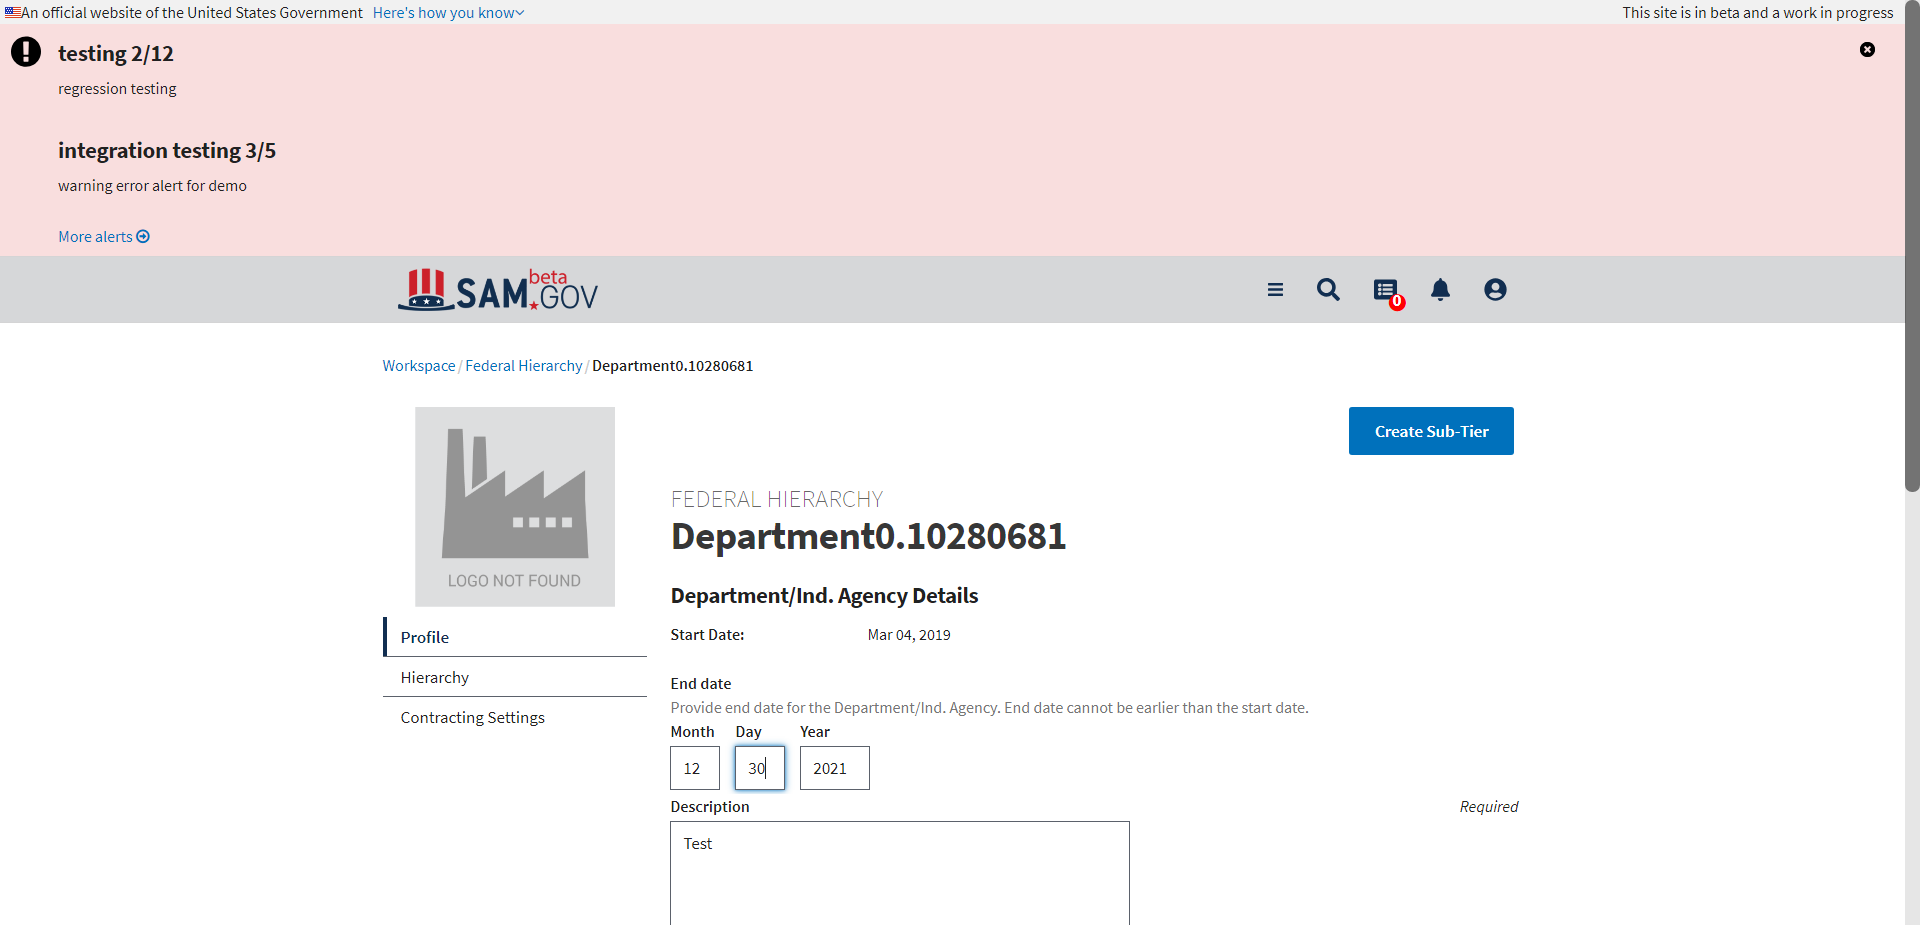 An official website of the United States Government Here's how you know
This site is in beta and a work in progress
testing 2/12
regression testing
integration testing 3/5
warning error alert for demo
More alerts
SAM.GOV beta
0
Workspace / Federal Hierarchy / Department0.10280681
LOGO NOT FOUND
Create Sub-Tier
FEDERAL HIERARCHY
Department0.10280681
Profile
Hierarchy
Contracting Settings
Department/Ind. Agency Details
Start Date: Mar 04, 2019
End date
Provide end date for the Department/Ind. Agency. End date cannot be earlier than the start date.
Month Day Year
12 30 2021
Description Required
Test